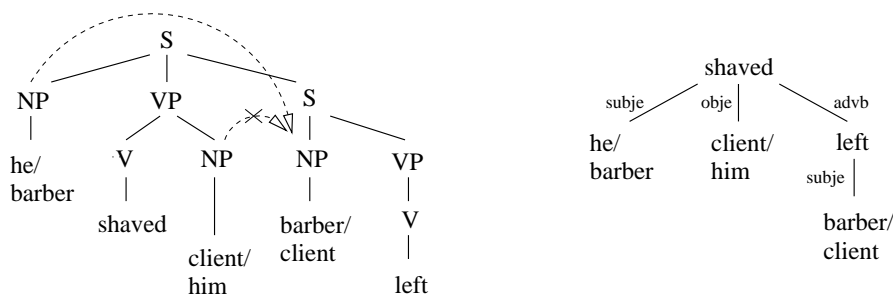 S
shaved
NP
VP
S
subje
obje
advb
he/
barber
V
NP
NP
VP
he/
barber
client/
him
left
subje
shaved
barber/
client
V
client/
him
left
barber/
client